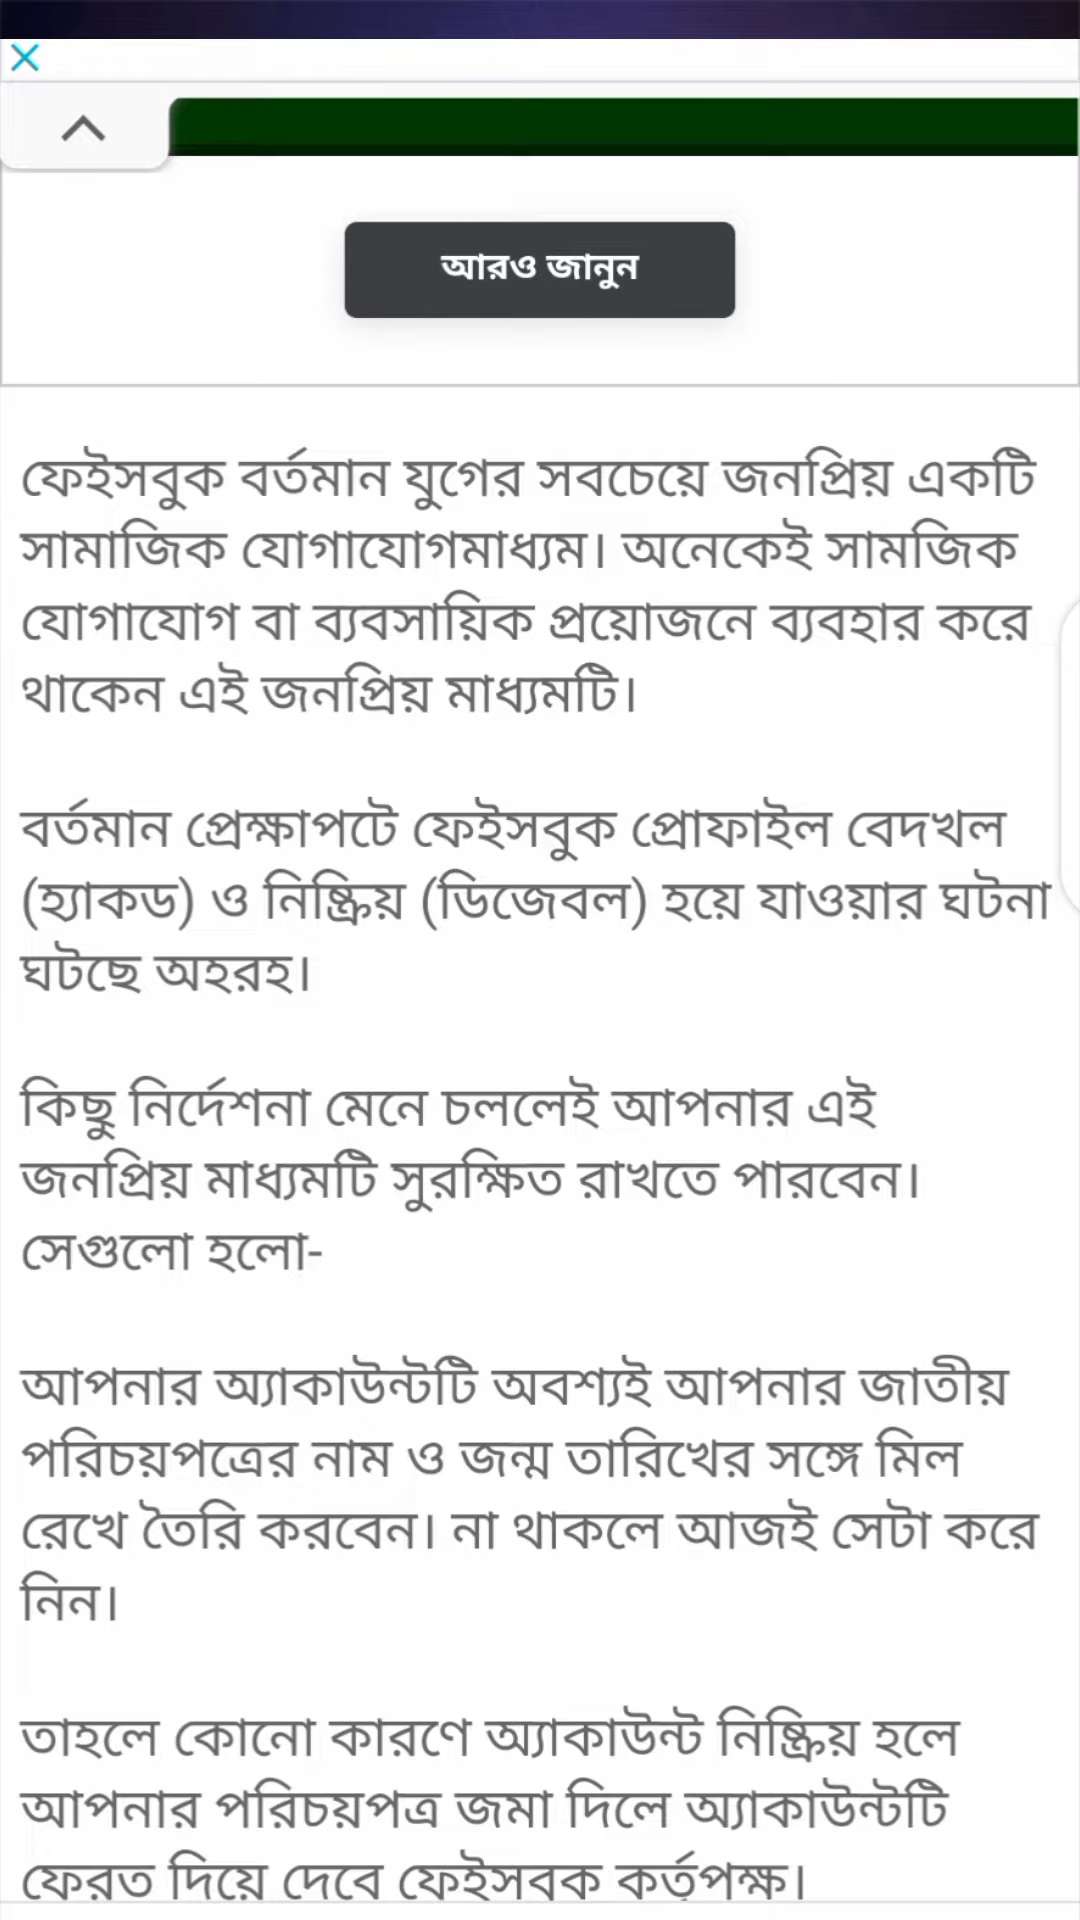 আরও জানুন
ফেইসবুক বর্তমান যুগের সবচেয়ে জনপ্রিয় একটি
সামাজিক যোগাযোগমাধ্যম। অনেকেই সামজিক
যোগাযোগ বা ব্যবসায়িক প্রয়োজনে ব্যবহার করে
থাকেন এই জনপ্রিয় মাধ্যমটি।
বর্তমান প্রেক্ষাপটে ফেইসবুক প্রোফাইল বেদখল
(হ্যাকড) ও নিষ্ক্রিয় (ডিজেবল) হয়ে যাওয়ার ঘটনা
ঘটছে অহরহ।
কিছু নির্দেশনা মেনে চললেই আপনার এই
জনপ্রিয় মাধ্যমটি সুরক্ষিত রাখতে পারবেন।
সেগুলো হলো-
আপনার অ্যাকাউন্টটি অবশ্যই আপনার জাতীয়
পরিচয়পত্রের নাম ও জন্ম তারিখের সঙ্গে মিল
রেখে তৈরি করবেন। না থাকলে আজই সেটা করে
নিন।
তাহলে কোনো কারণে অ্যাকাউন্ট নিষ্ক্রিয় হলে
আপনার পরিচয়পত্র জমা দিলে অ্যাকাউন্টটি
ফেরত দিয়ে দেবে ফেইসবুক কর্তৃপক্ষ।